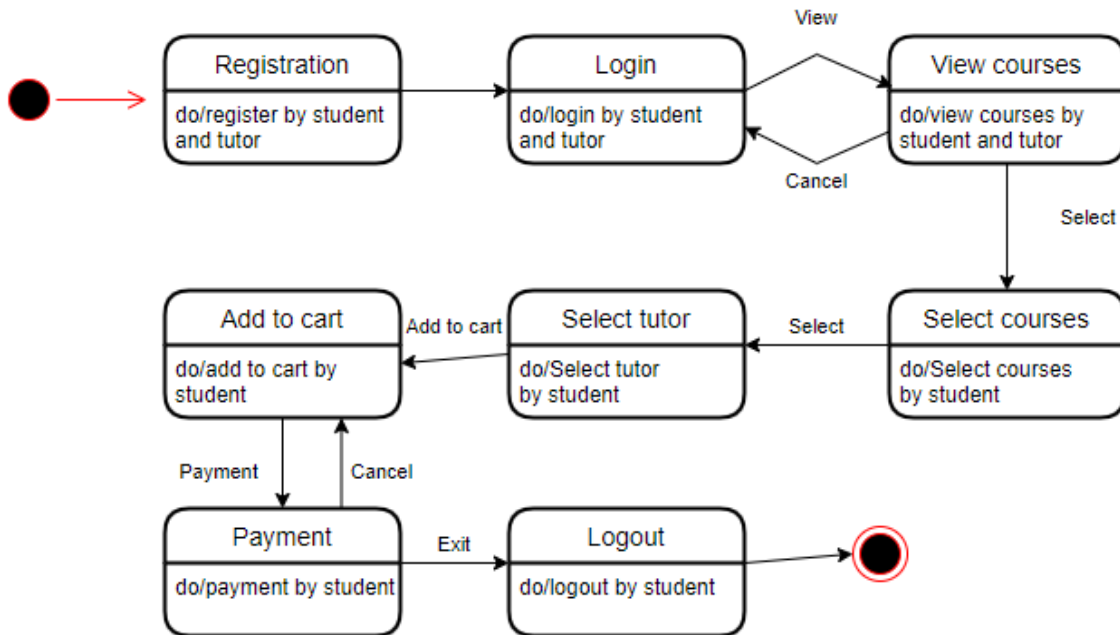 View
Registration
do/register by student
and tutor
Login
do/login by student
and tutor
View courses
do/view courses by
student and tutor
Cancel
Select
Add to cart
do/add to cart by
student
Add to cart
Select tutor
do/Select tutor
by student
Select
Select courses
do/Select courses
by student
Payment
Cancel
Payment
do/payment by student
Exit
Logout
do/logout by student